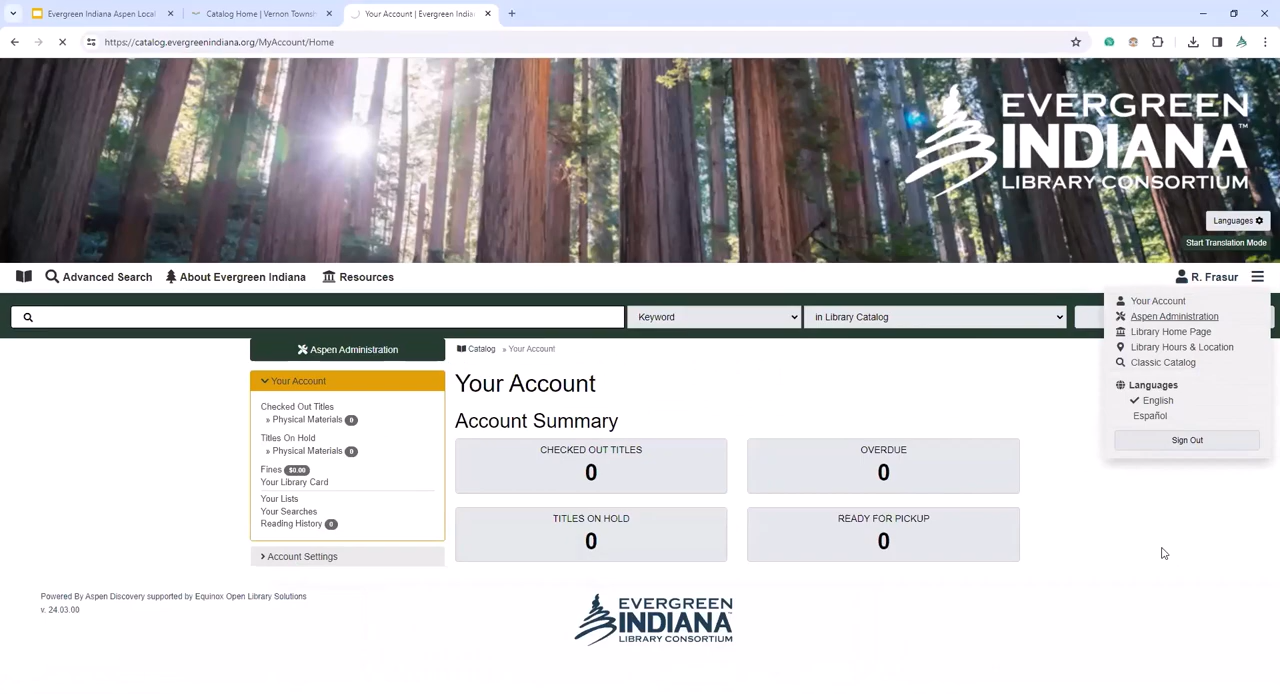 Evergreen Indiana Aspen Local
Catalog Home | Vernon Townsh
Your Account | Evergreen India
https://catalog.evergreenindiana.org/MyAccount/Home
EVERGREEN
INDIANA™
LIBRARY CONSORTIUM
Languages
Start Translation Mode
Advanced Search
About Evergreen Indiana
Resources
R. Frasur
Keyword
in Library Catalog
Your Account
Aspen Administration
Library Home Page
Library Hours & Location
Classic Catalog
Languages
English
Español
Sign Out
Aspen Administration
Catalog » Your Account
Your Account
Checked Out Titles
» Physical Materials 0
Titles On Hold
» Physical Materials 0
Fines $0.00
Your Library Card
Your Lists
Your Searches
Reading History 0
Account Settings
Your Account
Account Summary
CHECKED OUT TITLES
0
OVERDUE
0
TITLES ON HOLD
0
READY FOR PICKUP
0
Powered By Aspen Discovery supported by Equinox Open Library Solutions
v. 24.03.00
EVERGREEN
INDIANA
LIBRARY CONSORTIUM